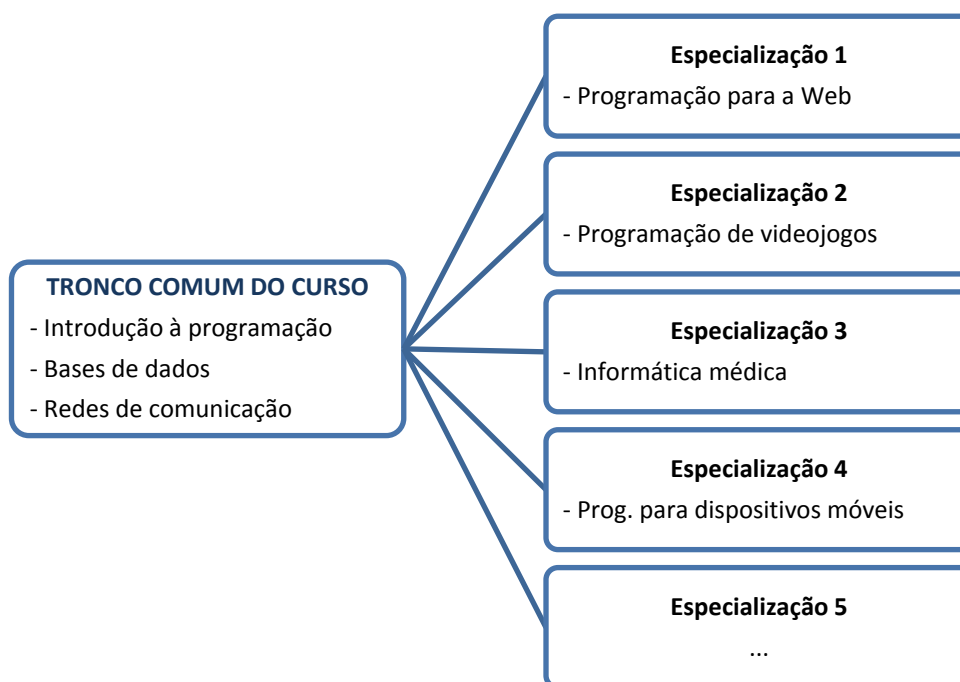 TRONCO COMUM DO CURSO
- Introdução à programação
- Bases de dados
- Redes de comunicação
Especialização 1
- Programação para a Web
Especialização 2
- Programação de videojogos
Especialização 3
- Informática médica
Especialização 4
- Prog. para dispositivos móveis
Especialização 5
...